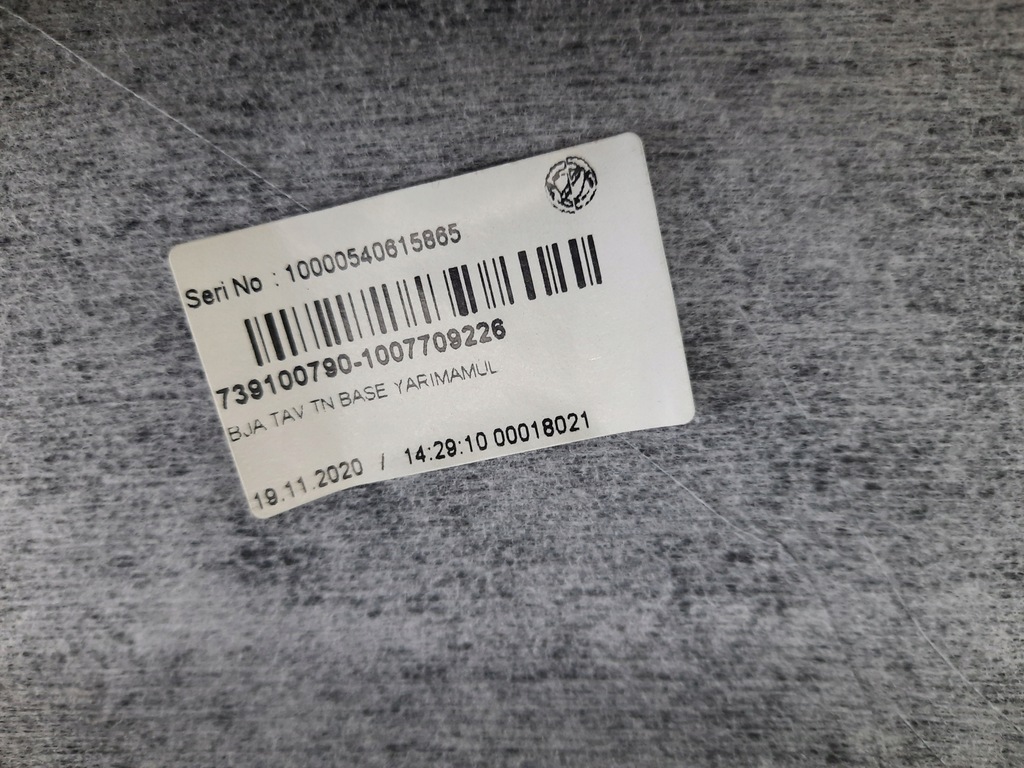 Seri No : 10000540615865
739100790-1007709226
BJA TAV TN BASE YARIMAMUL
19.11.2020 / 14:29:10 00018021